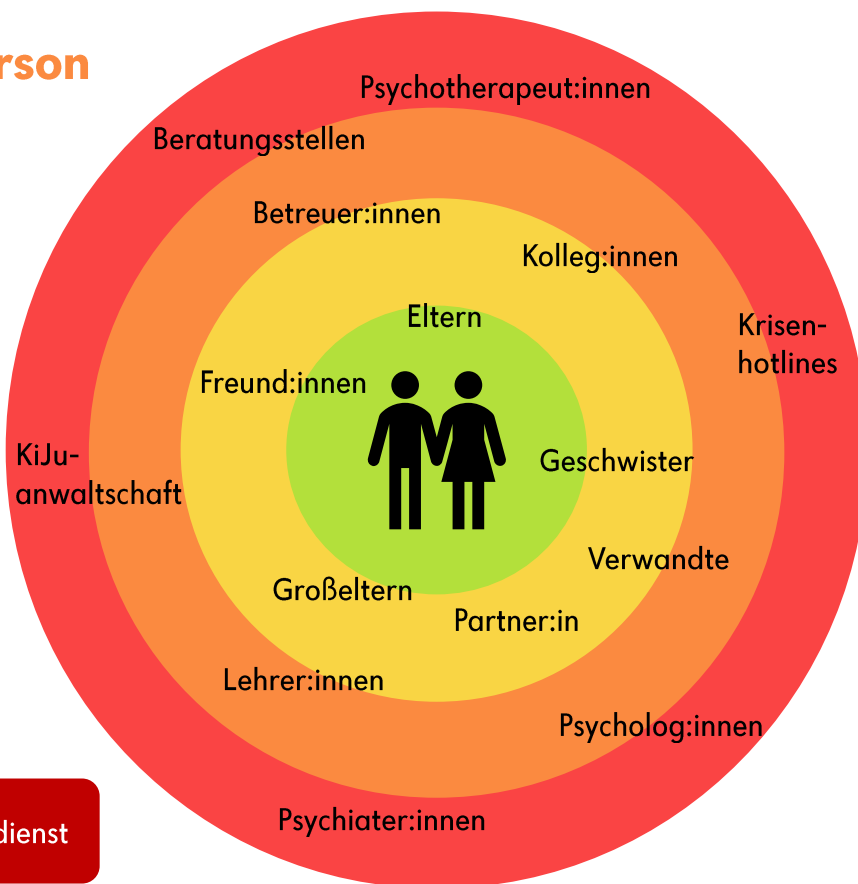 rson
Psychotherapeut:innen
Beratungsstellen
Betreuer:innen
Kolleg:innen
Eltern
Krisen-
hotlines
Freund:innen
KiJu-
anwaltschaft
Geschwister
Verwandte
Großeltern
Partner:in
Lehrer:innen
Psycholog:innen
Psychiater:innen
dienst